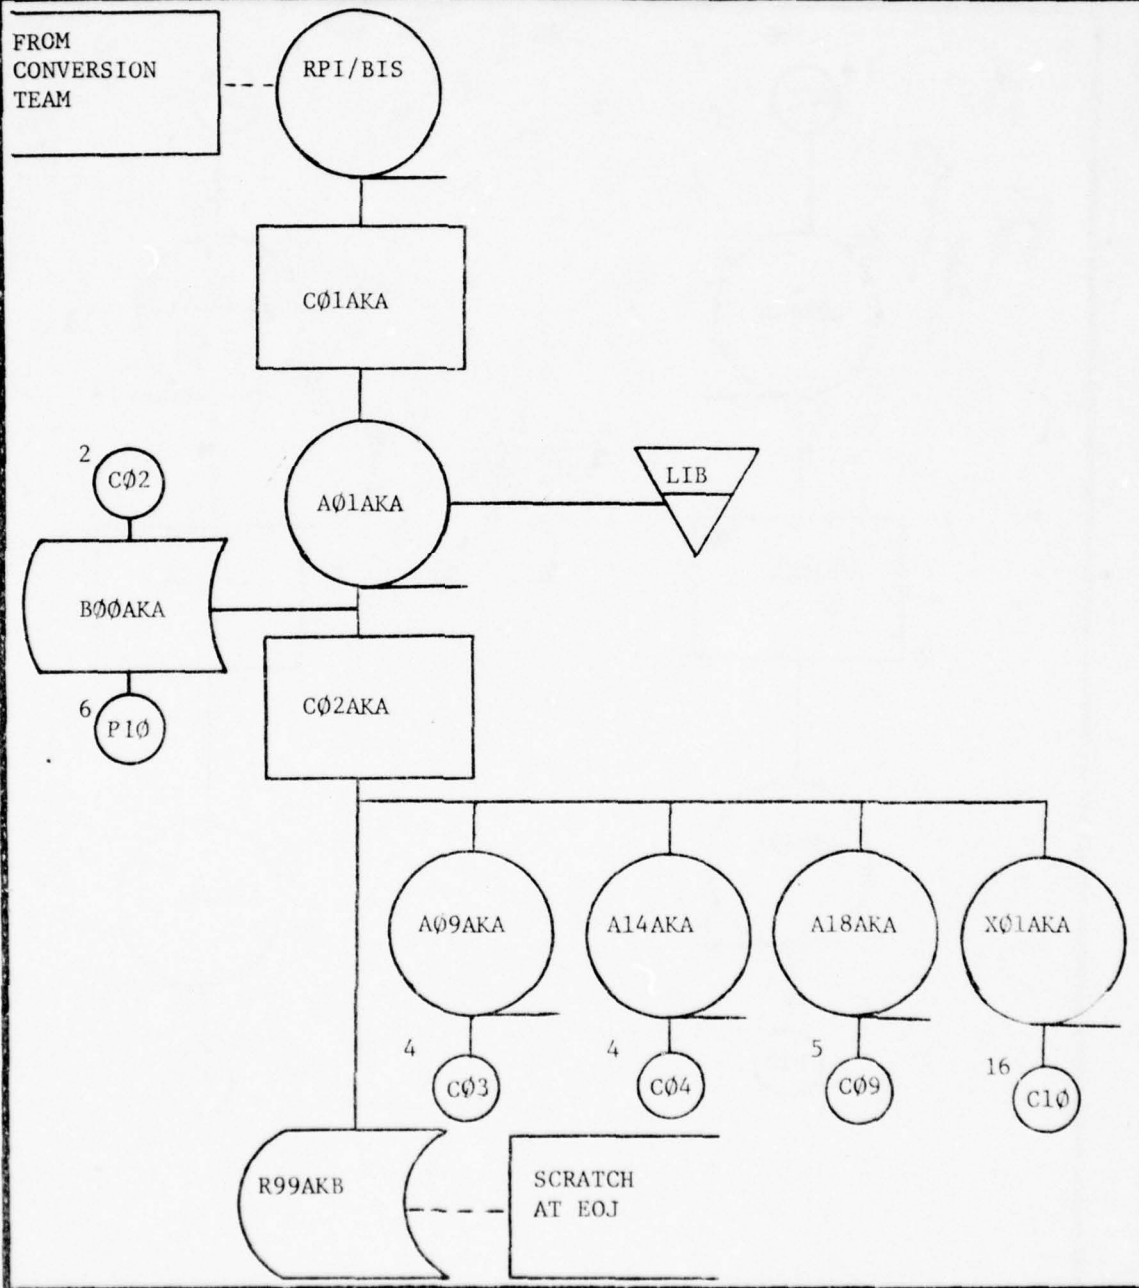 FROM
CONVERSION
TEAM
RPI/BIS
CØ1AKA
2
CØ2
AØ1AKA
LIB
BØØAKA
6
P1Ø
CØ2AKA
AØ9AKA
A14AKA
A18AKA
XØ1AKA
4
CØ3
4
CØ4
5
CØ9
16
C1Ø
R99AKB
SCRATCH
AT EOJ